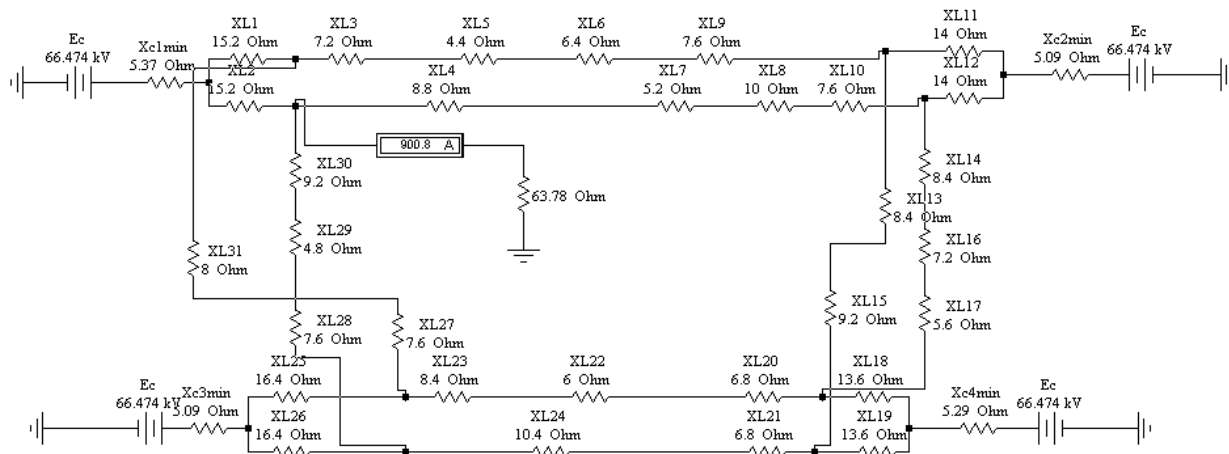 XL1
15.2 Ohm
XL3
7.2 Ohm
XL5
4.4 Ohm
XL6
6.4 Ohm
XL9
7.6 Ohm
XL11
14 Ohm
Ec
66.474 kV
Xc1min
5.37 Ohm
XL2
15.2 Ohm
XL4
8.8 Ohm
XL7
5.2 Ohm
XL8
10 Ohm
XL10
7.6 Ohm
XL12
14 Ohm
Xc2min
5.09 Ohm
Ec
66.474 kV
900.8 A
XL30
9.2 Ohm
63.78 Ohm
XL14
8.4 Ohm
XL13
8.4 Ohm
XL29
4.8 Ohm
XL31
8 Ohm
XL16
7.2 Ohm
XL28
7.6 Ohm
XL27
7.6 Ohm
XL15
9.2 Ohm
XL17
5.6 Ohm
XL25
16.4 Ohm
XL23
8.4 Ohm
XL22
6 Ohm
XL20
6.8 Ohm
XL18
13.6 Ohm
Ec
66.474 kV
Xc3min
5.09 Ohm
XL26
16.4 Ohm
XL24
10.4 Ohm
XL21
6.8 Ohm
XL19
13.6 Ohm
Xc4min
5.29 Ohm
Ec
66.474 kV